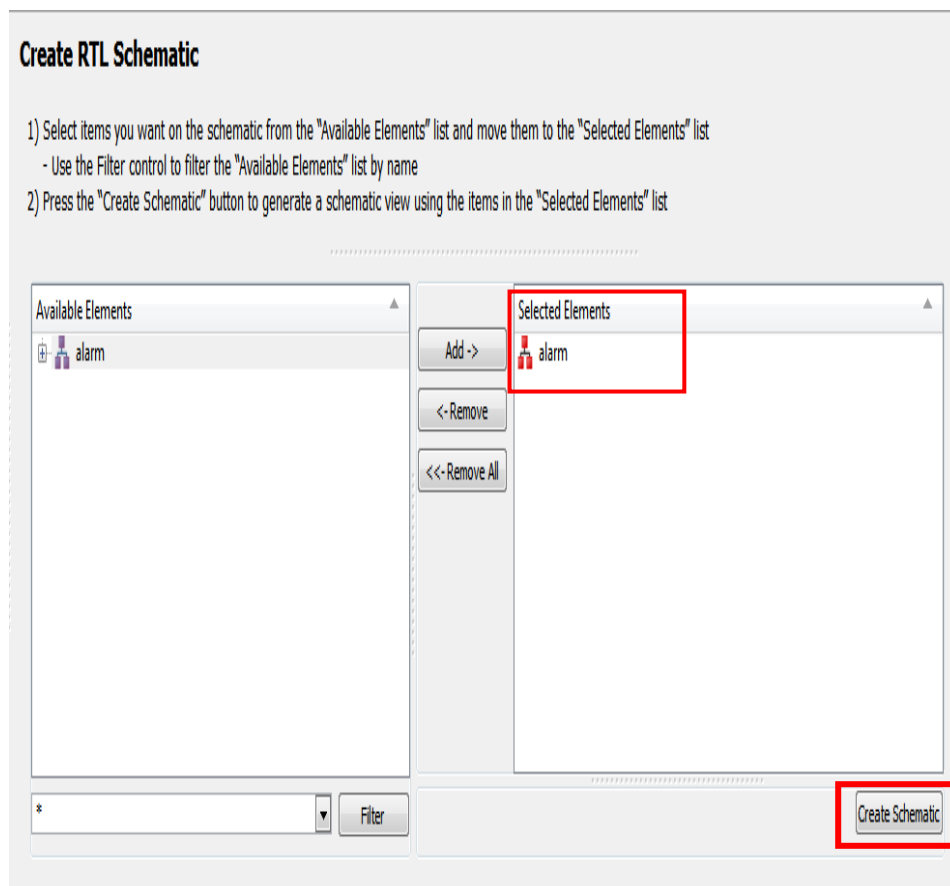 Create RTL Schematic
1) Select items you want on the schematic from the "Available Elements" list and move them to the "Selected Elements" list
- Use the Filter control to filter the "Available Elements" list by name
2) Press the "Create Schematic" button to generate a schematic view using the items in the "Selected Elements" list
Available Elements
alarm
Add ->
<- Remove
<<- Remove All
Selected Elements
alarm
*
Filter
Create Schematic